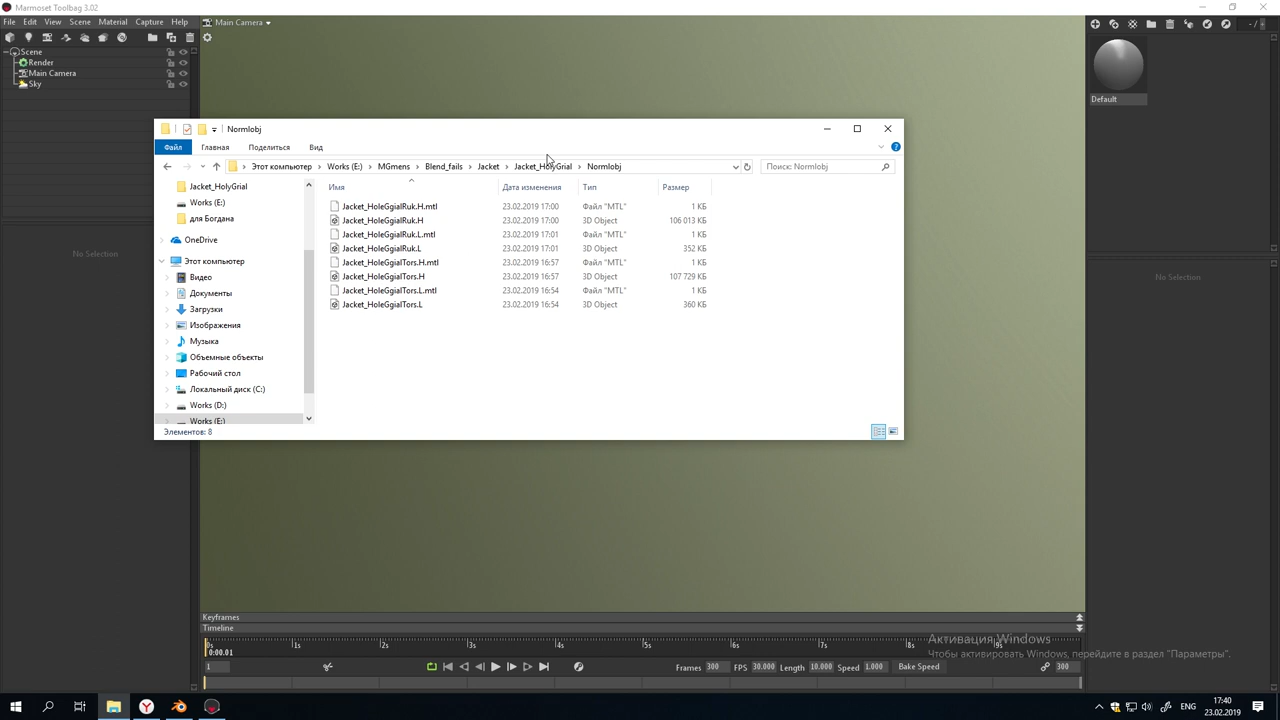 Marmoset Toolbag 3.02
File Edit View Scene Material Capture Help
Main Camera
- / +
Scene
Render
Main Camera
Sky
No Selection
Default
No Selection
Normlobj
Файл Главная Поделиться Вид
Этот компьютер Works (E:) MGmens Blend_fails Jacket Jacket_HolyGrial Normlobj
Поиск: Normlobj
Имя Дата изменения Тип Размер
Jacket_HoleGgialRuk.H.mtl 23.02.2019 17:00 Файл "MTL" 1 КБ
Jacket_HoleGgialRuk.H 23.02.2019 17:00 3D Object 106 013 КБ
Jacket_HoleGgialRuk.L.mtl 23.02.2019 17:01 Файл "MTL" 1 КБ
Jacket_HoleGgialRuk.L 23.02.2019 17:01 3D Object 352 КБ
Jacket_HoleGgialTors.H.mtl 23.02.2019 16:57 Файл "MTL" 1 КБ
Jacket_HoleGgialTors.H 23.02.2019 16:57 3D Object 107 729 КБ
Jacket_HoleGgialTors.L.mtl 23.02.2019 16:54 Файл "MTL" 1 КБ
Jacket_HoleGgialTors.L 23.02.2019 16:54 3D Object 360 КБ
Jacket_HolyGrial
Works (E:)
для Богдана
OneDrive
Этот компьютер
Видео
Документы
Загрузки
Изображения
Музыка
Объемные объекты
Рабочий стол
Локальный диск (C:)
Works (D:)
Works (E:)
Элементов: 8
Keyframes
Timeline
0s 1s 2s 3s 4s 5s 6s 7s 8s 9s
0:00.01
1
Frames 300 FPS 30.000 Length 10.000 Speed 1.000 Bake Speed 300
Активация Windows
Чтобы активировать Windows, перейдите в раздел "Параметры".
ENG
17:40
23.02.2019